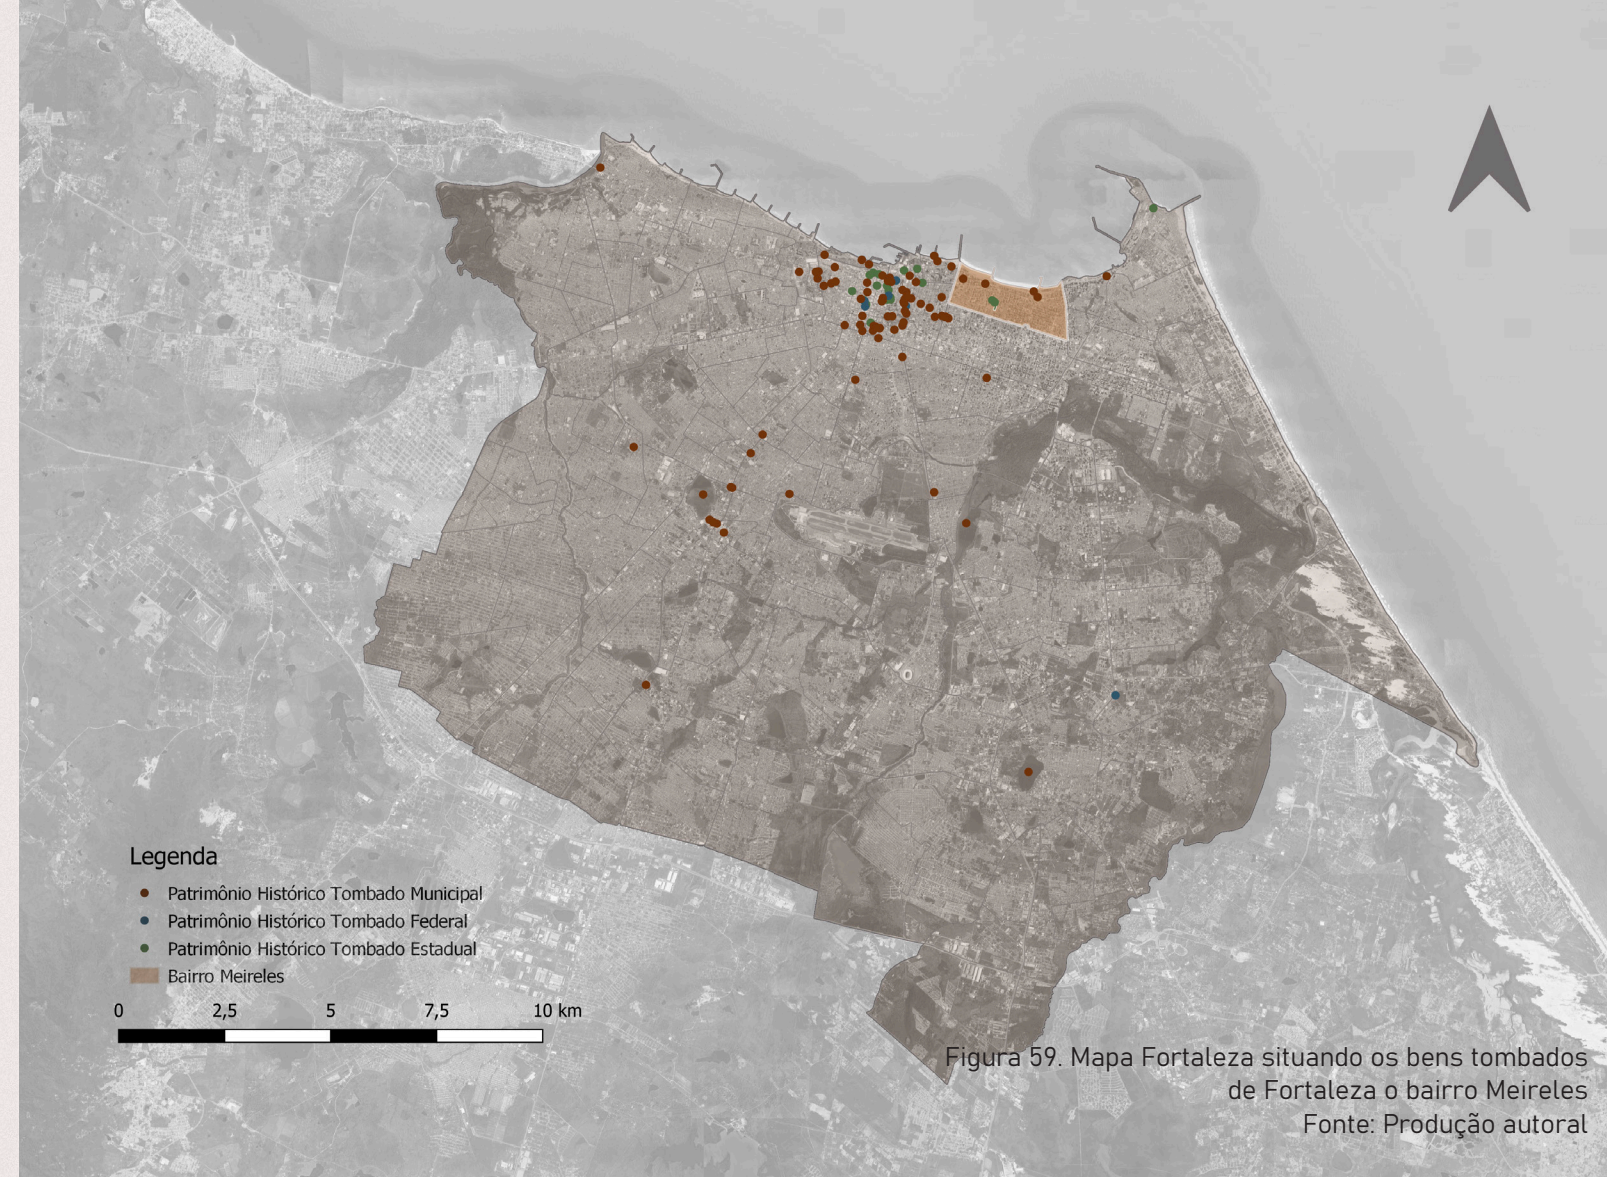 Legenda
Patrimônio Histórico Tombado Municipal
Patrimônio Histórico Tombado Federal
Patrimônio Histórico Tombado Estadual
Bairro Meireles
0 2,5 5 7,5 10 km
Figura 59. Mapa Fortaleza situando os bens tombados
de Fortaleza o bairro Meireles
Fonte: Produção autoral